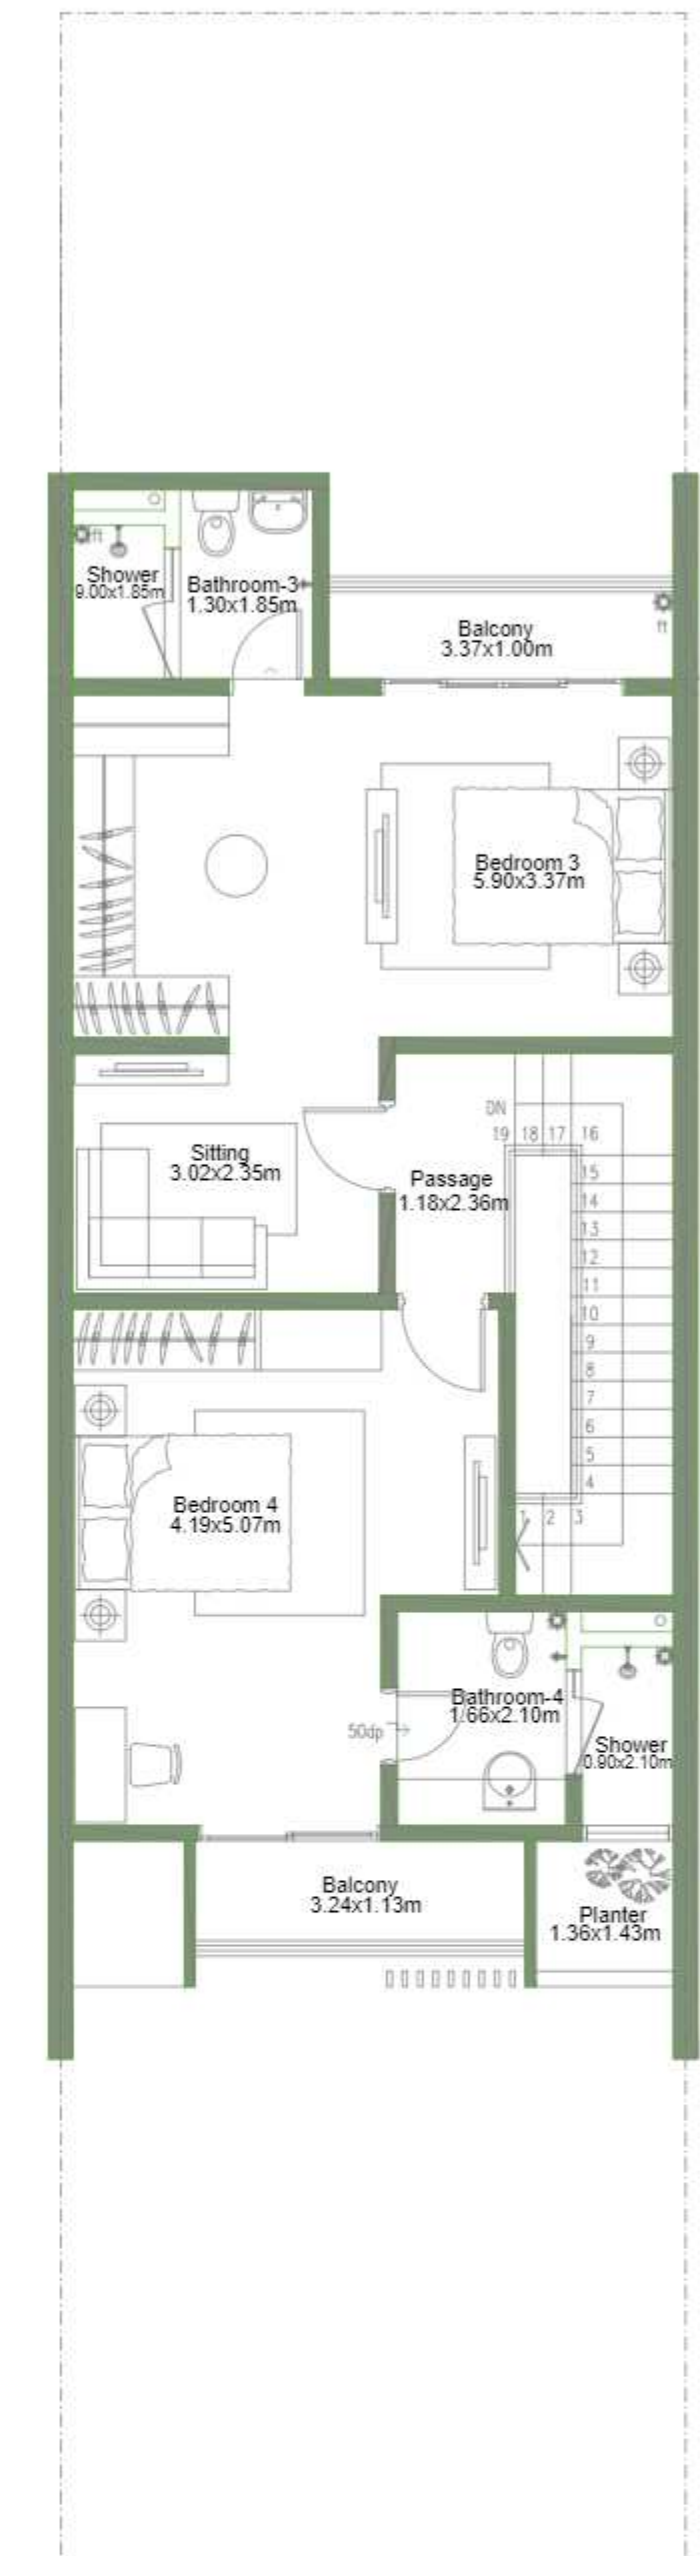 ft
Shower
9.00x1.85m
Bathroom-3
1.30x1.85m
ft
Balcony
3.37x1.00m
Bedroom 3
5.90x3.37m
DN
19
18
17
16
Sitting
3.02x2.35m
Passage
1.18x2.36m
15
14
13
12
11
10
9
8
7
6
5
4
1
2
3
Bedroom 4
4.19x5.07m
Bathroom-4
1.66x2.10m
50dp
Shower
0.90x2.10m
Balcony
3.24x1.13m
Planter
1.36x1.43m